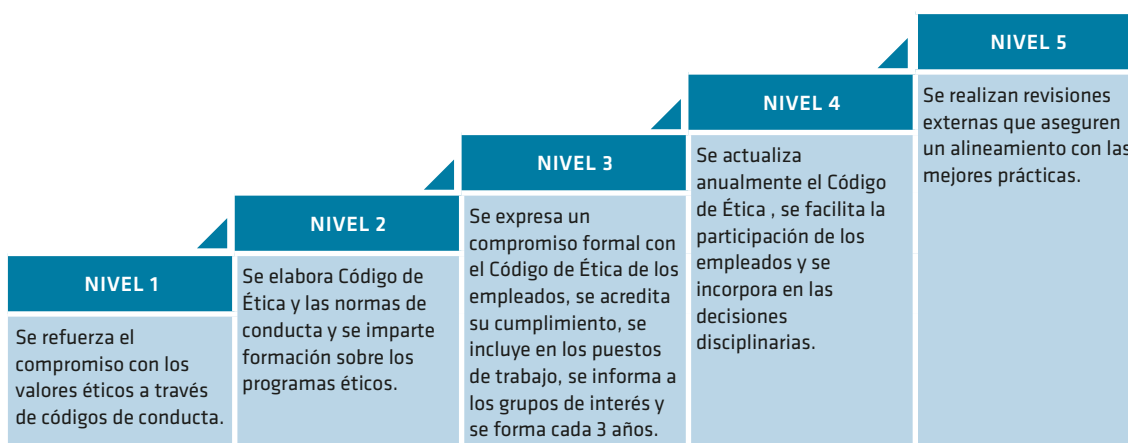 NIVEL 1
Se refuerza el
compromiso con los
valores éticos a través
de códigos de conducta.
NIVEL 2
Se elabora Código de
Ética y las normas de
conducta y se imparte
formación sobre los
programas éticos.
NIVEL 3
Se expresa un
compromiso formal con
el Código de Ética de los
empleados, se acredita
su cumplimiento, se
incluye en los puestos
de trabajo, se informa a
los grupos de interés y
se forma cada 3 años.
NIVEL 4
Se actualiza
anualmente el Código
de Ética , se facilita la
participación de los
empleados y se
incorpora en las
decisiones
disciplinarias.
NIVEL 5
Se realizan revisiones
externas que aseguren
un alineamiento con las
mejores prácticas.